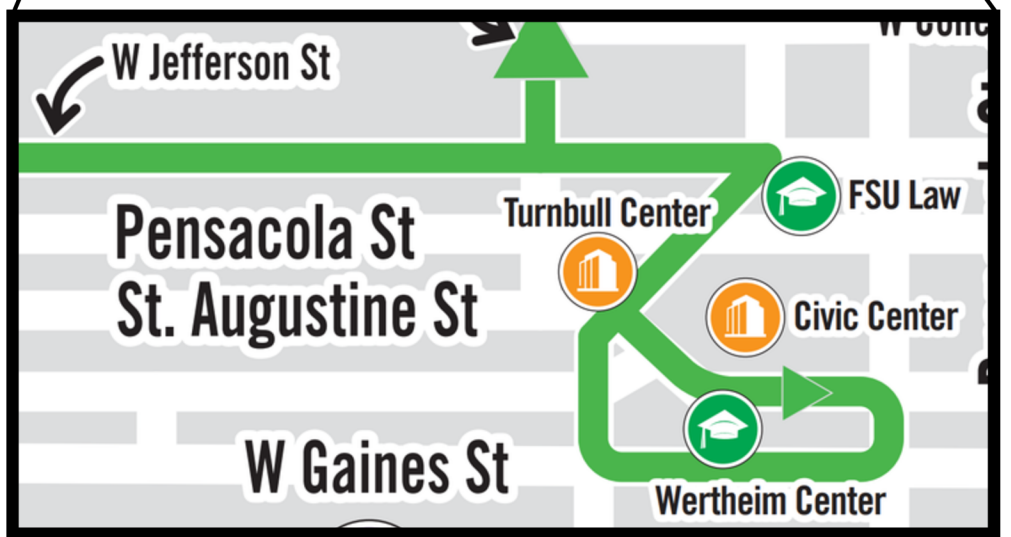 W Jefferson St
FSU Law
Turnbull Center
Pensacola St
St. Augustine St
Civic Center
W Gaines St
Wertheim Center